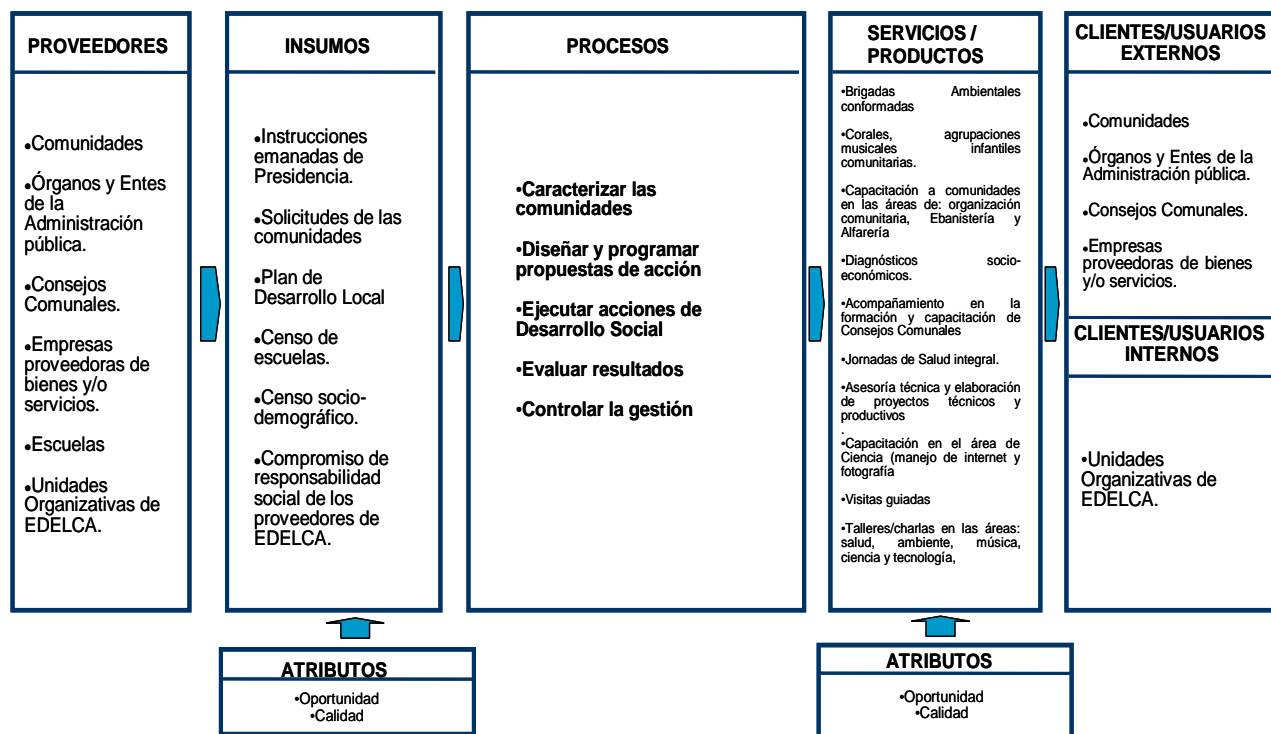 PROVEEDORES
•Comunidades
•Órganos y Entes
de la
Administración
pública.
•Consejos
Comunales.
•Empresas
proveedoras de
bienes y/o
servicios.
•Escuelas
•Unidades
Organizativas de
EDELCA.
INSUMOS
•Instrucciones
emanadas de
Presidencia.
•Solicitudes de las
comunidades
•Plan de
Desarrollo Local
•Censo de
escuelas.
•Censo socio-
demográfico.
•Compromiso de
responsabilidad
social de los
proveedores de
EDELCA.
ATRIBUTOS
•Oportunidad
•Calidad
PROCESOS
•Caracterizar las
comunidades
•Diseñar y programar
propuestas de acción
•Ejecutar acciones de
Desarrollo Social
•Evaluar resultados
•Controlar la gestión
SERVICIOS /
PRODUCTOS
•Brigadas Ambientales
conformadas
•Corales, agrupaciones
musicales infantiles
comunitarias.
•Capacitación a comunidades
en las áreas de: organización
comunitaria, Ebanistería y
Alfarería
•Diagnósticos socio-
económicos.
•Acompañamiento en la
formación y capacitación de
Consejos Comunales
•Jornadas de Salud integral.
•Asesoría técnica y elaboración
de proyectos técnicos y
productivos
.
•Capacitación en el área de
Ciencia (manejo de internet y
fotografía
•Visitas guiadas
•Talleres/charlas en las áreas:
salud, ambiente, música,
ciencia y tecnología,
ATRIBUTOS
•Oportunidad
•Calidad
CLIENTES/USUARIOS
EXTERNOS
•Comunidades
•Órganos y Entes de la
Administración pública.
•Consejos Comunales.
•Empresas
proveedoras de bienes
y/o servicios.
CLIENTES/USUARIOS
INTERNOS
•Unidades
Organizativas de
EDELCA.